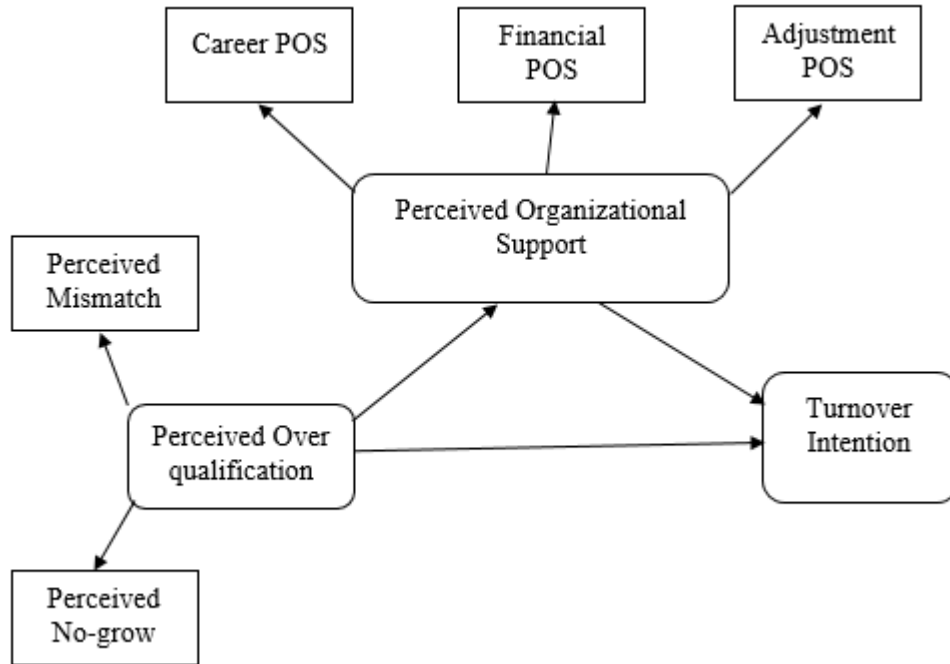 Career POS
Financial
POS
Adjustment
POS
Perceived Organizational
Support
Perceived
Mismatch
Perceived Over
qualification
Turnover
Intention
Perceived
No-grow